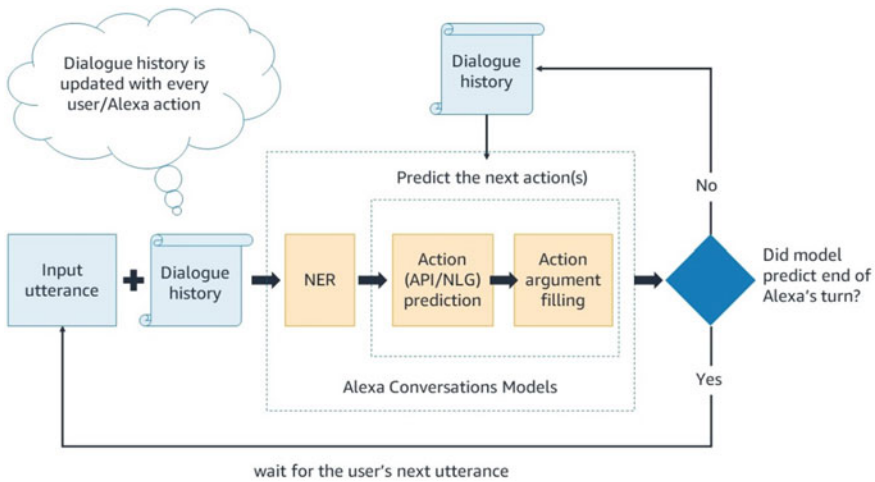 Dialogue history is
updated with every
user/Alexa action
Dialogue
history
Predict the next action(s)
No
Input
utterance
Dialogue
history
NER
Action
(API/NLG)
prediction
Action
argument
filling
Did model
predict end of
Alexa's turn?
Alexa Conversations Models
Yes
wait for the user's next utterance